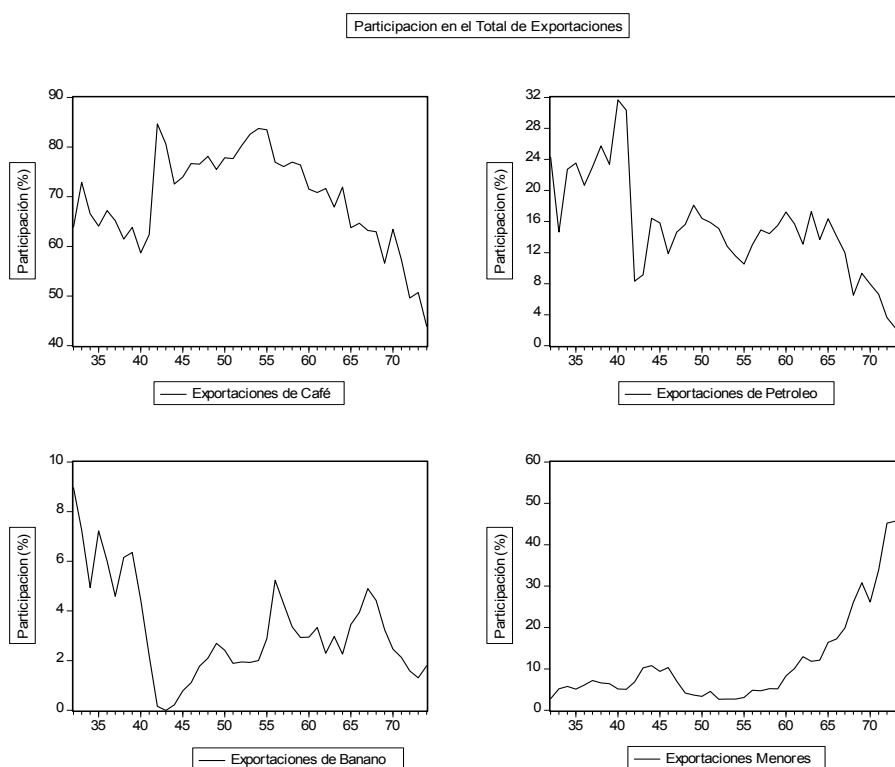 Participacion en el Total de Exportaciones
90
80
70
60
50
40
Participación (%)
35 40 45 50 55 60 65 70
Exportaciones de Café
32
28
24
20
16
12
8
4
0
Participación (%)
35 40 45 50 55 60 65 70
Exportaciones de Petroleo
10
8
6
4
2
0
Participacion (%)
35 40 45 50 55 60 65 70
Exportaciones de Banano
60
50
40
30
20
10
0
Participación (%)
35 40 45 50 55 60 65 70
Exportaciones Menores